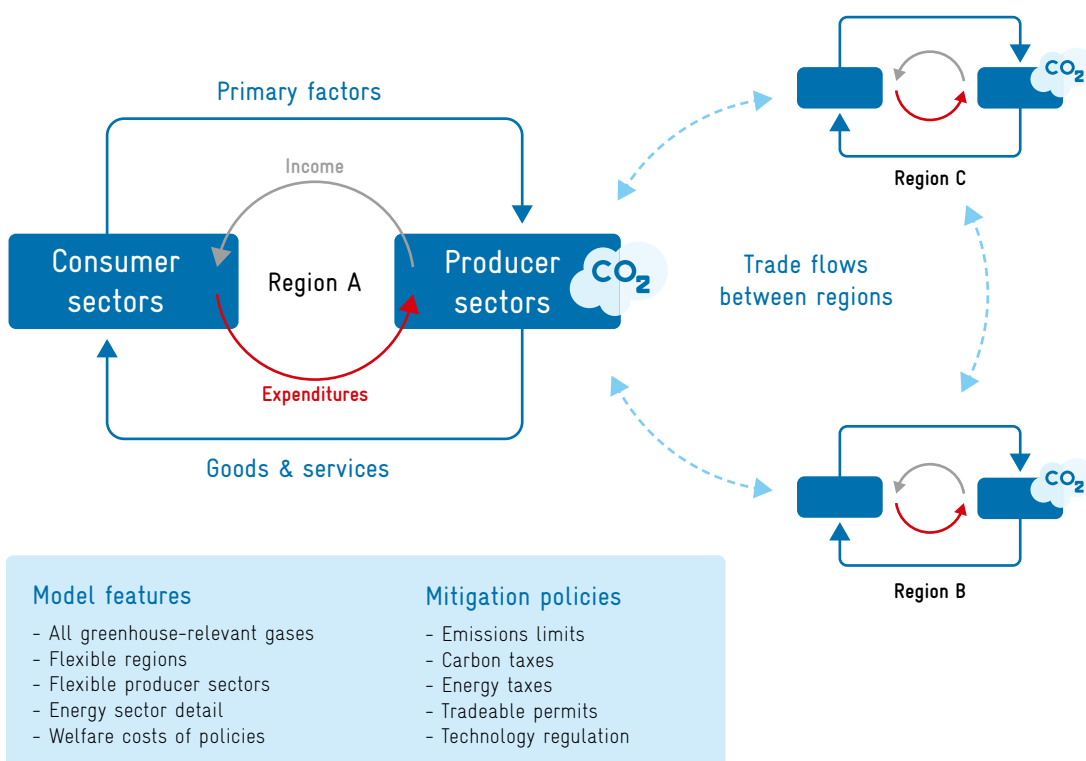 Primary factors
Income
Consumer
sectors
Region A
Producer
sectors
CO2
Expenditures
Goods & services
Trade flows
between regions
CO2
Region C
CO2
Region B
Model features
- All greenhouse-relevant gases
- Flexible regions
- Flexible producer sectors
- Energy sector detail
- Welfare costs of policies
Mitigation policies
- Emissions limits
- Carbon taxes
- Energy taxes
- Tradeable permits
- Technology regulation